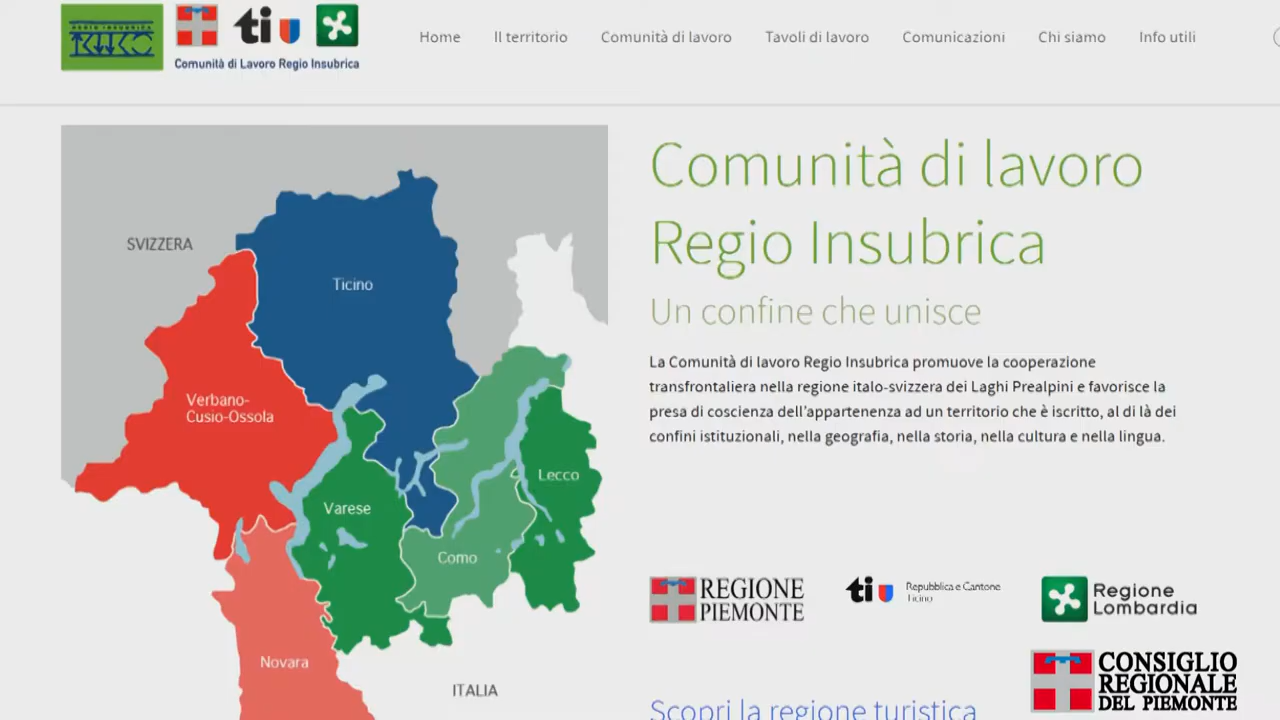 REGIO INSUBRICA
ti
Comunità di Lavoro Regio Insubrica
Home
Il territorio
Comunità di lavoro
Tavoli di lavoro
Comunicazioni
Chi siamo
Info utili
SVIZZERA
Ticino
Verbano-
Cusio-Ossola
Lecco
Varese
Como
Novara
ITALIA
Comunità di lavoro
Regio Insubrica
Un confine che unisce
La Comunità di lavoro Regio Insubrica promuove la cooperazione
transfrontaliera nella regione italo-svizzera dei Laghi Prealpini e favorisce la
presa di coscienza dell'appartenenza ad un territorio che è iscritto, al di là dei
confini istituzionali, nella geografia, nella storia, nella cultura e nella lingua.
REGIONE
PIEMONTE
ti
Repubblica e Cantone
Ticino
Regione
Lombardia
CONSIGLIO
REGIONALE
DEL PIEMONTE
Scopri la regione turistica